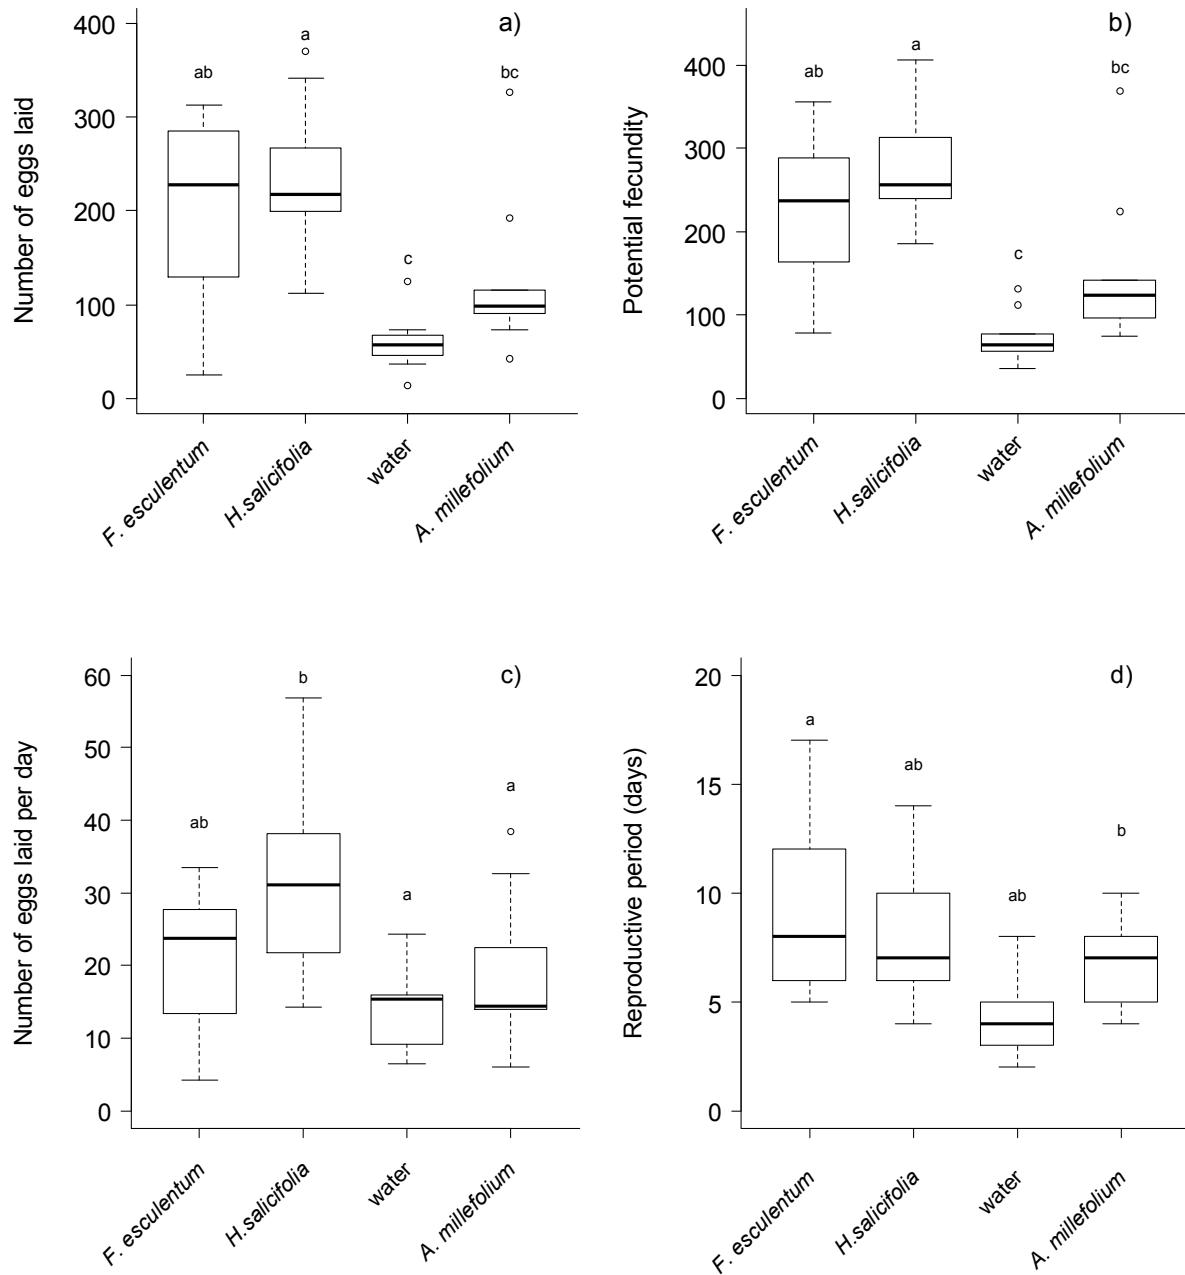 a)
Number of eggs laid
400
300
200
100
0
ab
a
c
bc
F. esculentum
H.salicifolia
water
A. millefolium
b)
Potential fecundity
400
300
200
100
0
ab
a
c
bc
F. esculentum
H.salicifolia
water
A. millefolium
c)
Number of eggs laid per day
60
50
40
30
20
10
0
ab
b
a
a
F. esculentum
H.salicifolia
water
A. millefolium
d)
Reproductive period (days)
20
15
10
5
0
a
ab
ab
b
F. esculentum
H.salicifolia
water
A. millefolium